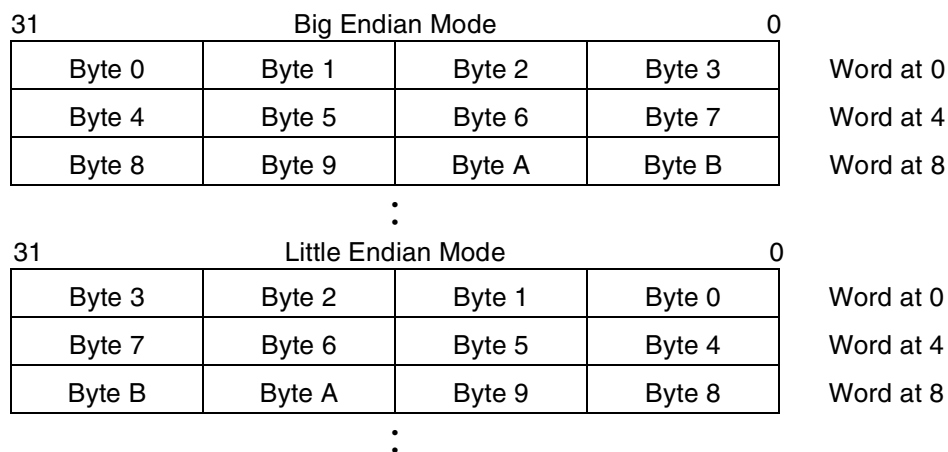 31 Big Endian Mode 0
Byte 0 Byte 1 Byte 2 Byte 3 Word at 0
Byte 4 Byte 5 Byte 6 Byte 7 Word at 4
Byte 8 Byte 9 Byte A Byte B Word at 8
:
31 Little Endian Mode 0
Byte 3 Byte 2 Byte 1 Byte 0 Word at 0
Byte 7 Byte 6 Byte 5 Byte 4 Word at 4
Byte B Byte A Byte 9 Byte 8 Word at 8
: